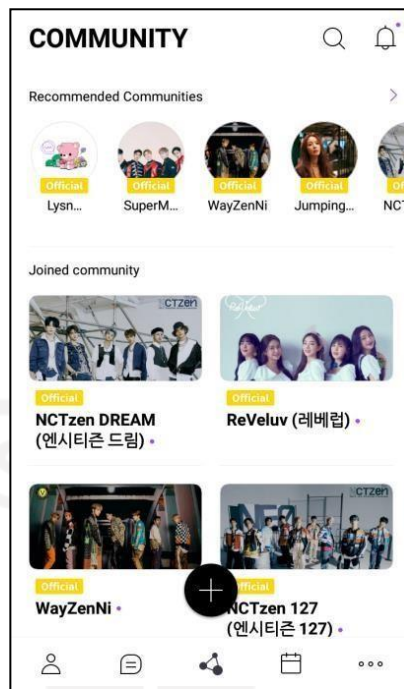 COMMUNITY
Recommended Communities
Official
Official
Official
Official
Lysn...
SuperM...
WayZenNi
Jumping...
NCT
Joined community
CTZEN
ReVeluv
Official
Official
NCTzen DREAM
(엔시티즌 드림)
ReVeluv (레베럽)
NCTZEN
Official
Official
WayZenNi
NCTzen 127
(엔시티즌 127)